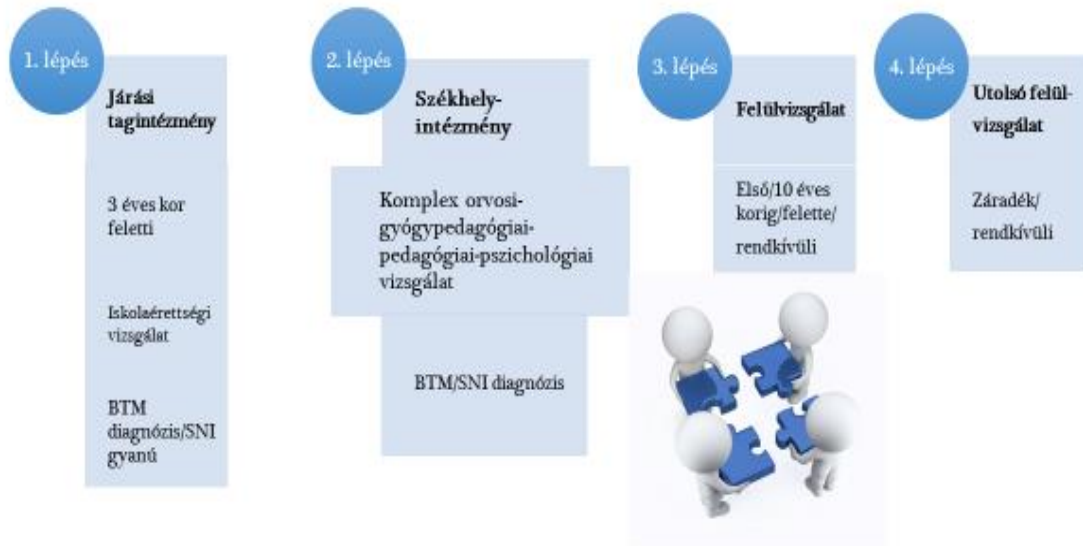 1. lépés
Járási
tagintézmény
3 éves kor
feletti
Iskolaérettségi
vizsgálat
BTM
diagnózis/SNI
gyanú
2. lépés
Székhely-
intézmény
Komplex orvosi-
gyógypedagógiai-
pedagógiai-pszichológiai
vizsgálat
BTM/SNI diagnózis
3. lépés
Felülvizsgálat
Első/10 éves
korig/felette/
rendkívüli
4. lépés
Utolsó felül-
vizsgálat
Záradék/
rendkívüli